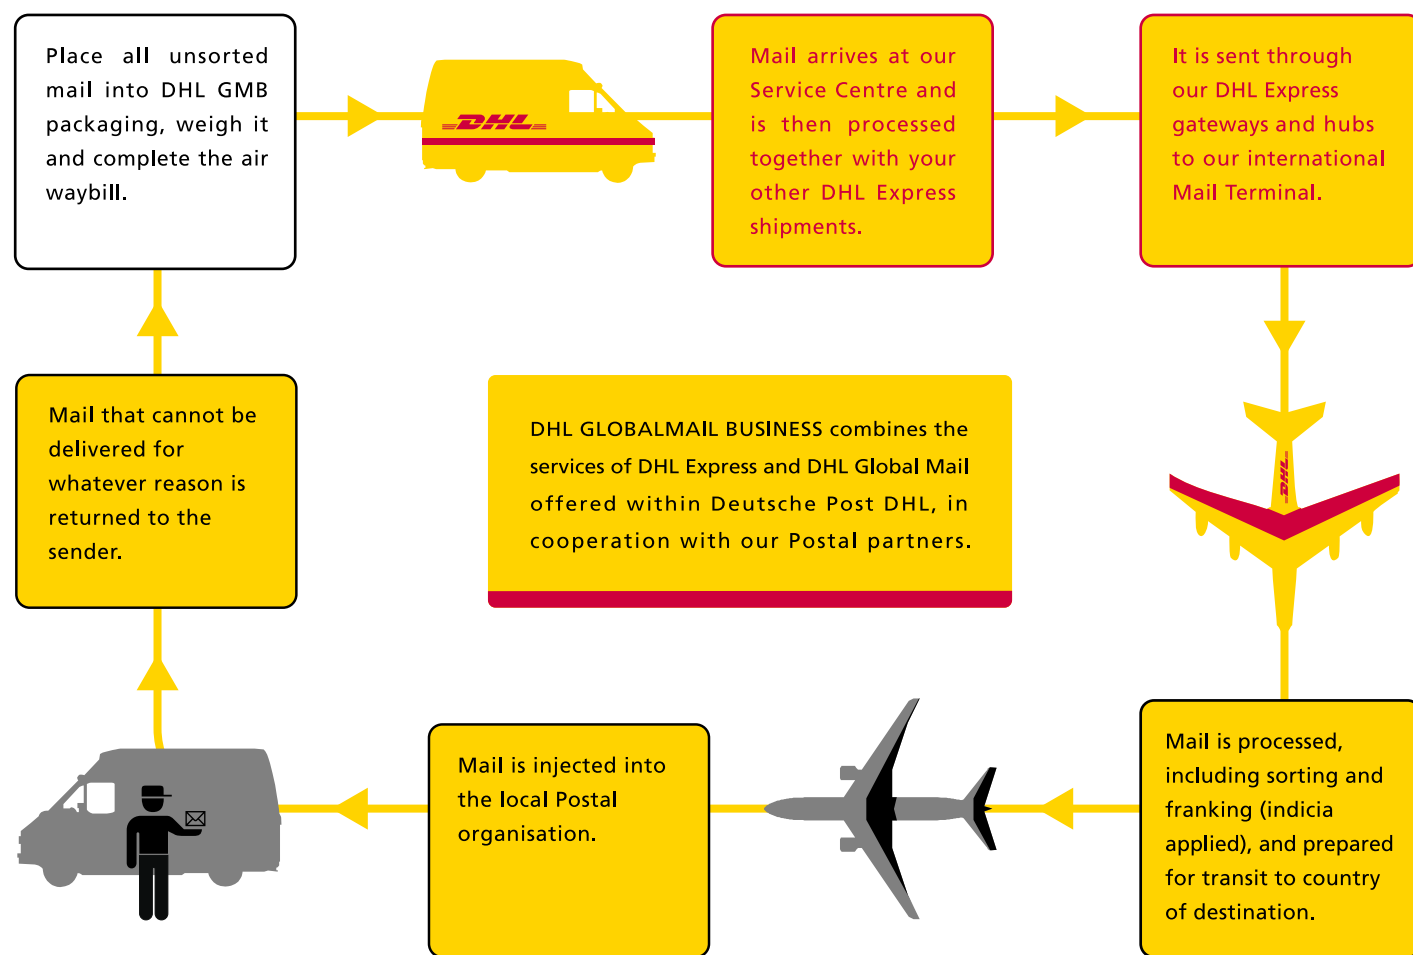 Place all unsorted
mail into DHL GMB
packaging, weigh it
and complete the air
waybill.
DHL
Mail arrives at our
Service Centre and
is then processed
together with your
other DHL Express
shipments.
It is sent through
our DHL Express
gateways and hubs
to our international
Mail Terminal.
Mail that cannot be
delivered for
whatever reason is
returned to the
sender.
DHL GLOBALMAIL BUSINESS combines the
services of DHL Express and DHL Global Mail
offered within Deutsche Post DHL, in
cooperation with our Postal partners.
DHL
Mail is injected into
the local Postal
organisation.
Mail is processed,
including sorting and
franking (indicia
applied), and prepared
for transit to country
of destination.